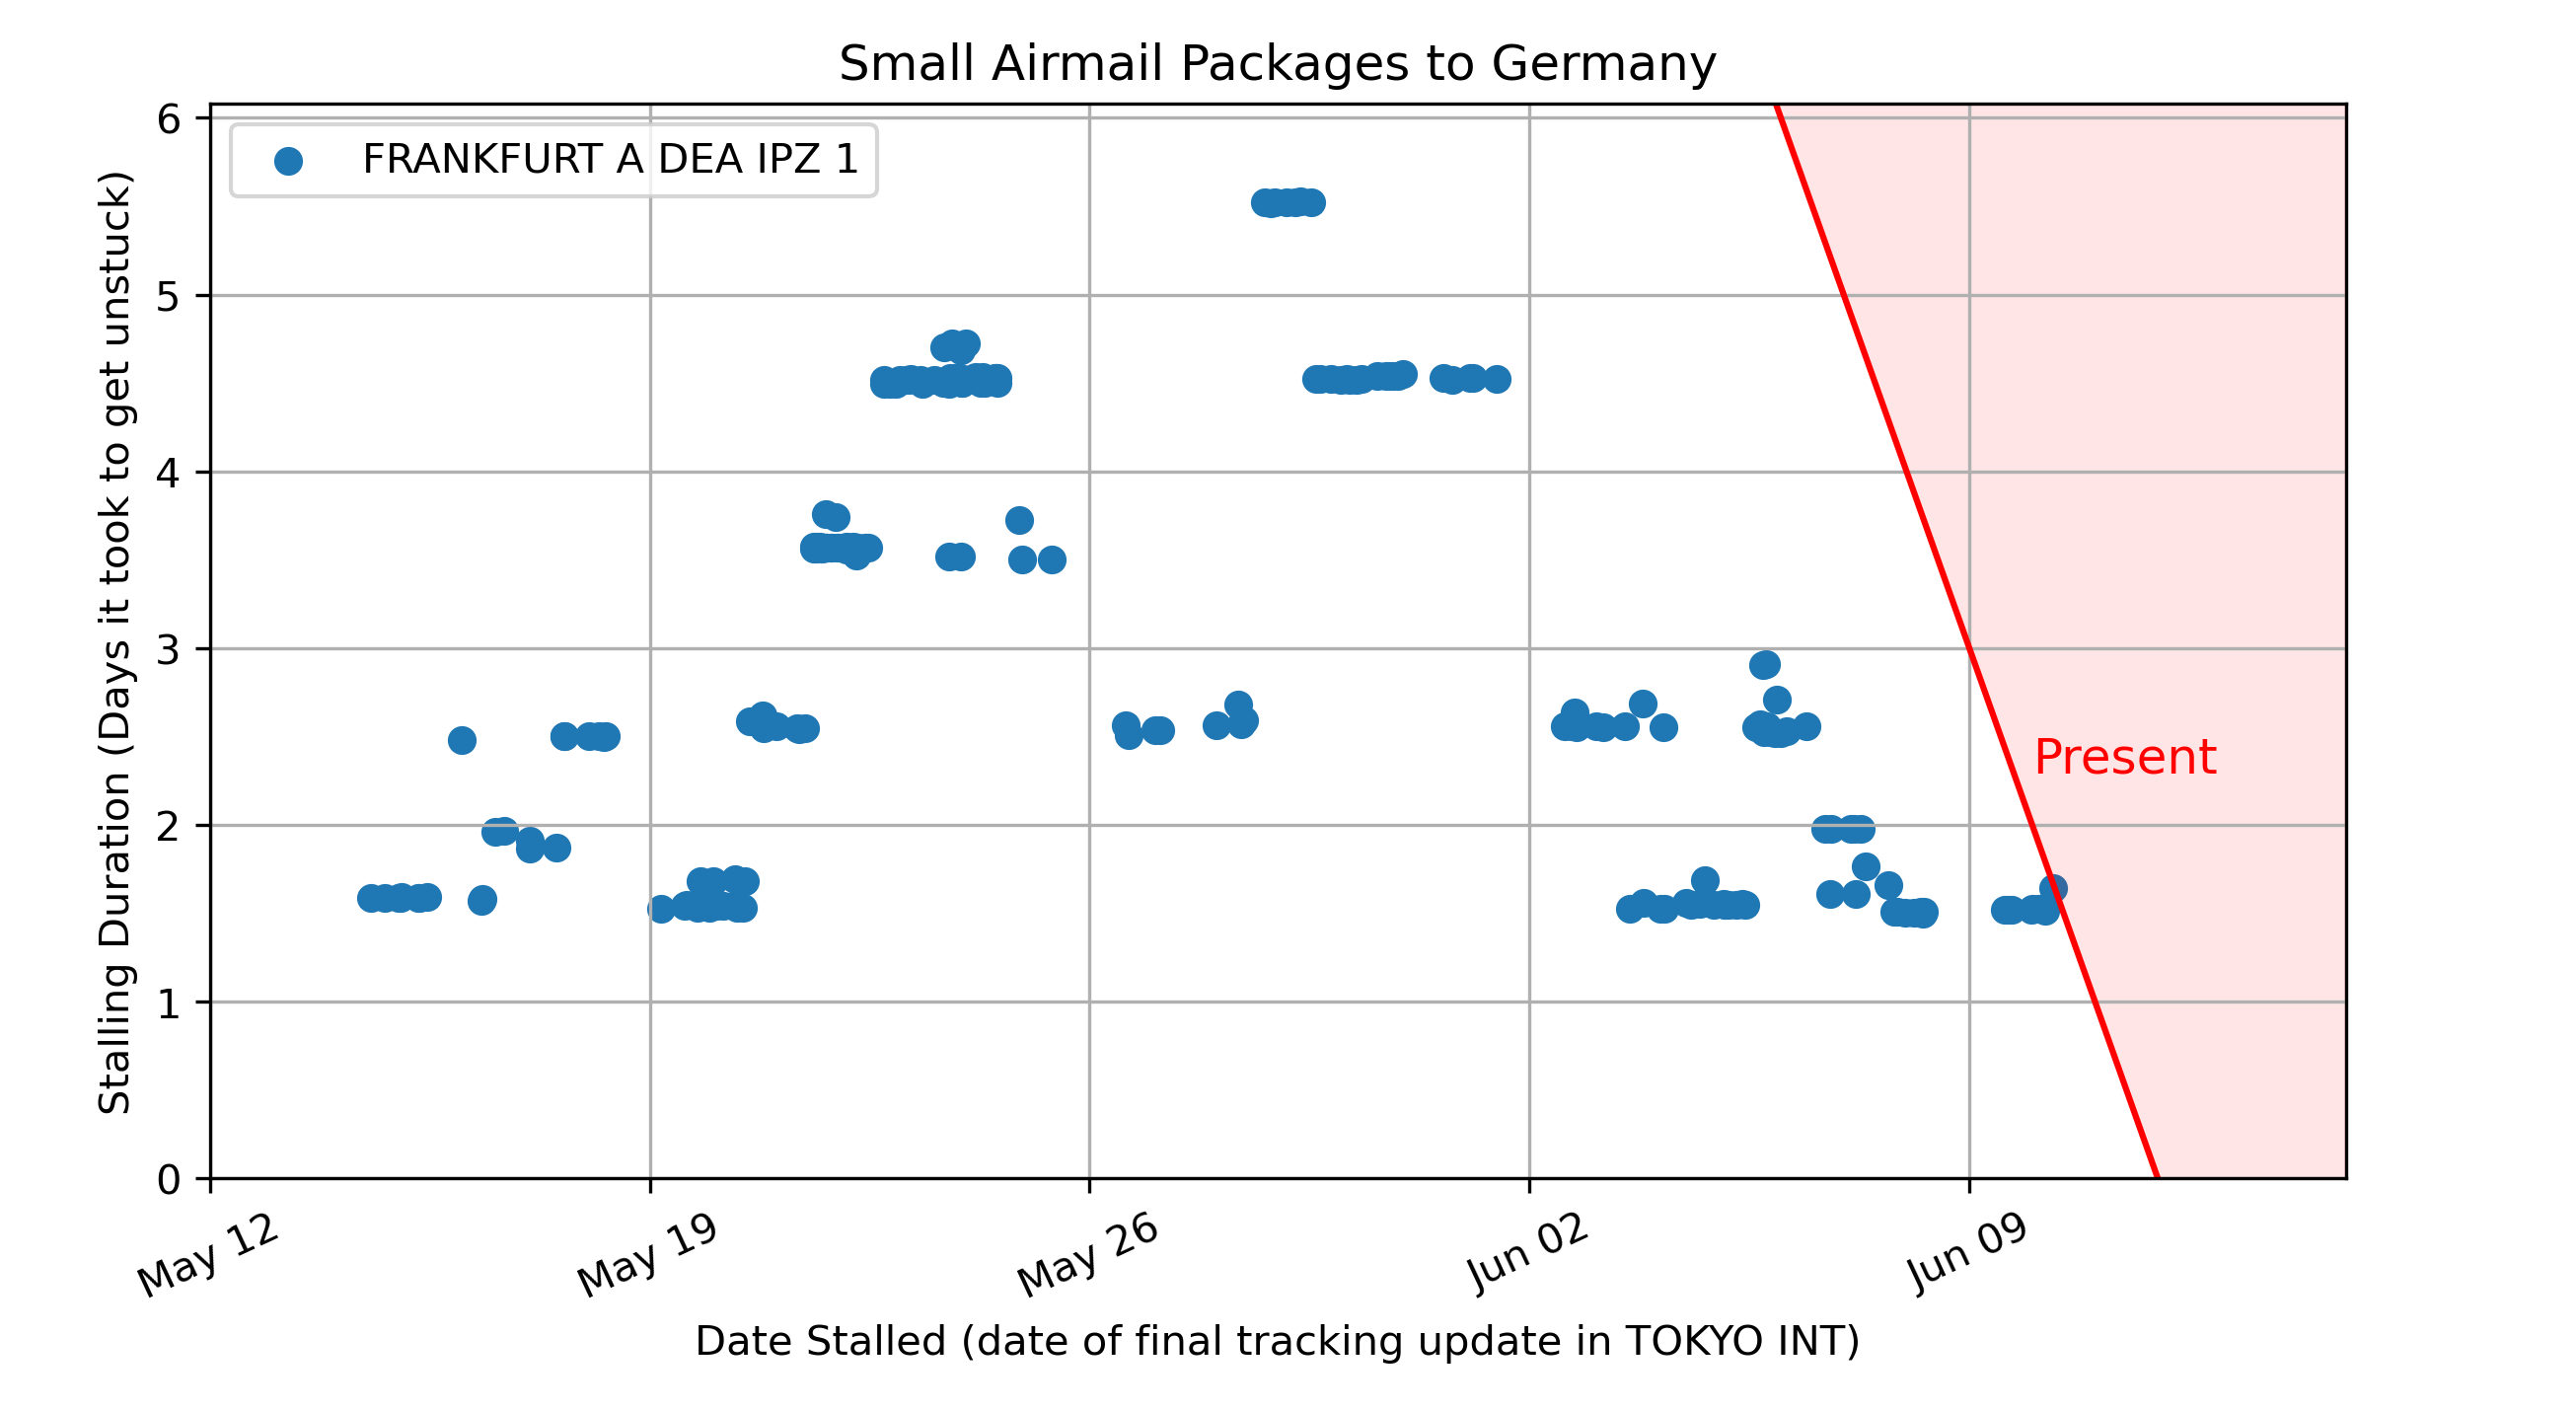 Small Airmail Packages to Germany
FRANKFURT A DEA IPZ 1
Stalling Duration (Days it took to get unstuck)
6
5
4
3
2
1
0
Present
May 12
May 19
May 26
Jun 02
Jun 09
Date Stalled (date of final tracking update in TOKYO INT)